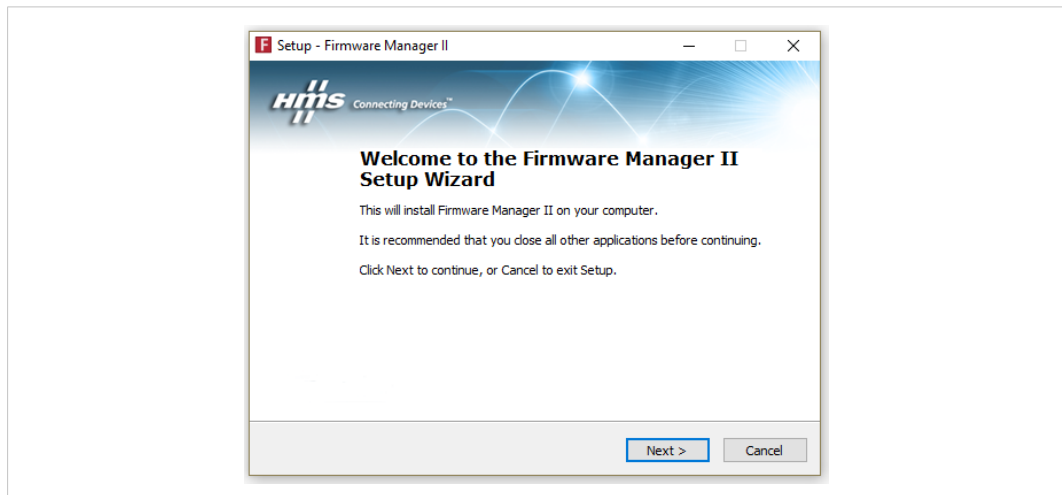 Setup - Firmware Manager II
HMS Connecting Devices™
Welcome to the Firmware Manager II
Setup Wizard
This will install Firmware Manager II on your computer.
It is recommended that you close all other applications before continuing.
Click Next to continue, or Cancel to exit Setup.
Next >
Cancel